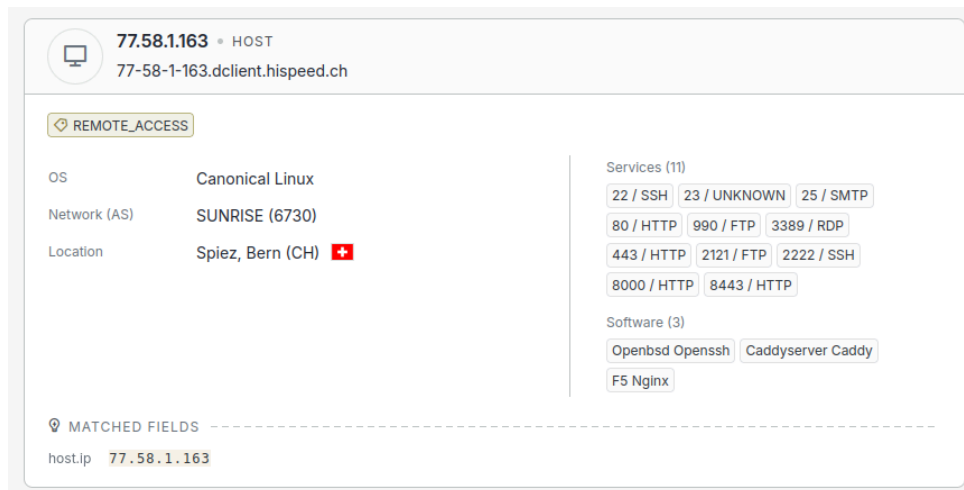 77.58.1.163 • HOST
77-58-1-163.dclient.hispeed.ch
REMOTE_ACCESS
OS Canonical Linux
Network (AS) SUNRISE (6730)
Location Spiez, Bern (CH)
Services (11)
22 / SSH 23 / UNKNOWN 25 / SMTP
80 / HTTP 990 / FTP 3389 / RDP
443 / HTTP 2121 / FTP 2222 / SSH
8000 / HTTP 8443 / HTTP
Software (3)
Openbsd Openssh Caddyserver Caddy
F5 Nginx
MATCHED FIELDS
host.ip 77.58.1.163